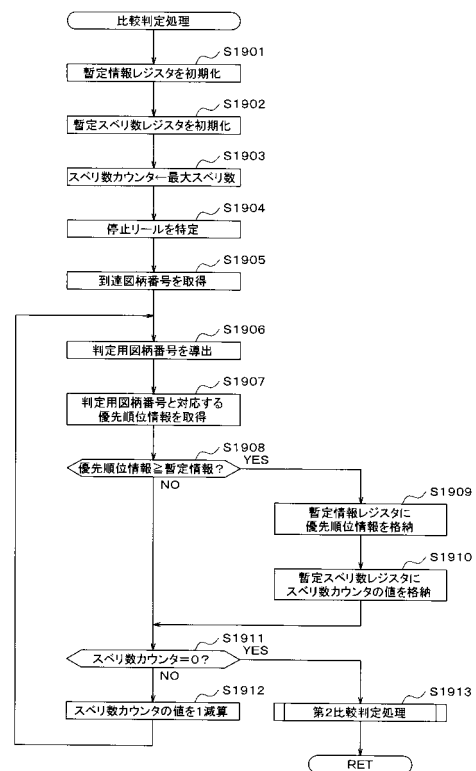 比較判定処理
S1901
暫定情報レジスタを初期化
S1902
暫定スベリ数レジスタを初期化
S1903
スベリ数カウンタ←最大スベリ数
S1904
停止リールを特定
S1905
到達図柄番号を取得
S1906
判定用図柄番号を導出
S1907
判定用図柄番号と対応する
優先順位情報を取得
S1908
優先順位情報≧暫定情報？
YES
NO
S1909
暫定情報レジスタに
優先順位情報を格納
S1910
暫定スベリ数レジスタに
スベリ数カウンタの値を格納
S1911
スベリ数カウンタ=0？
YES
NO
S1912
スベリ数カウンタの値を1減算
S1913
第2比較判定処理
RET